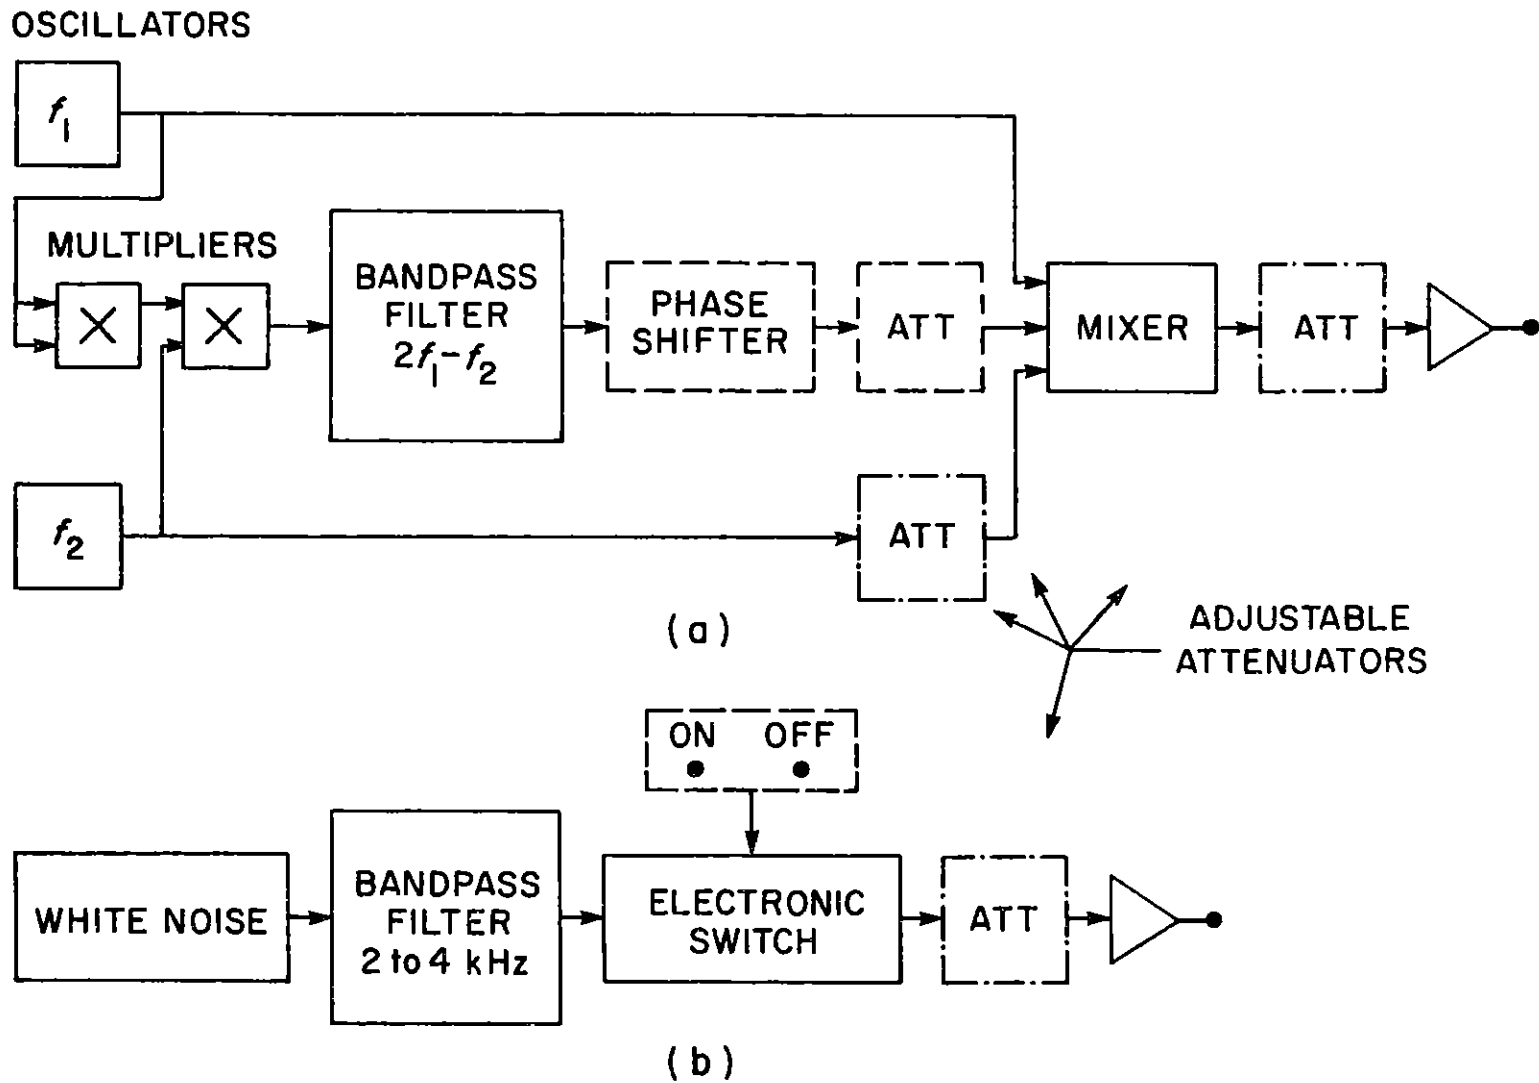 OSCILLATORS
f₁
MULTIPLIERS
×
×
BANDPASS
FILTER
2f₁-f₂
PHASE
SHIFTER
ATT
MIXER
ATT
f₂
ATT
(a)
ADJUSTABLE
ATTENUATORS
ON OFF
WHITE NOISE
BANDPASS
FILTER
2 to 4 kHz
ELECTRONIC
SWITCH
ATT
(b)